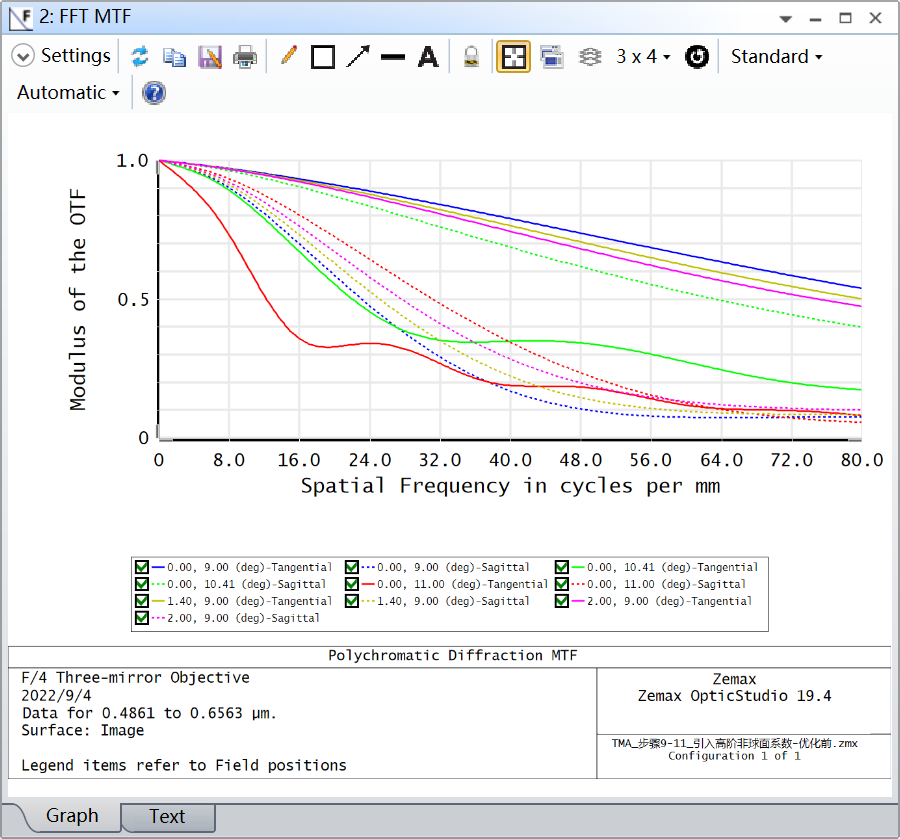 2: FFT MTF
Settings
A
3 x 4
Standard
Automatic
?
1.0
0.5
0
Modulus of the OTF
0 8.0 16.0 24.0 32.0 40.0 48.0 56.0 64.0 72.0 80.0
Spatial Frequency in cycles per mm
0.00, 9.00 (deg)-Tangential 0.00, 9.00 (deg)-Sagittal 0.00, 10.41 (deg)-Tangential
0.00, 10.41 (deg)-Sagittal 0.00, 11.00 (deg)-Tangential 0.00, 11.00 (deg)-Sagittal
1.40, 9.00 (deg)-Tangential 1.40, 9.00 (deg)-Sagittal 2.00, 9.00 (deg)-Tangential
2.00, 9.00 (deg)-Sagittal
Polychromatic Diffraction MTF
F/4 Three-mirror Objective
2022/9/4
Data for 0.4861 to 0.6563 µm.
Surface: Image
Legend items refer to Field positions
Zemax
Zemax OpticStudio 19.4
TMA_步骤9-11_引入高阶非球面系数-优化前.zmx
Configuration 1 of 1
Graph
Text